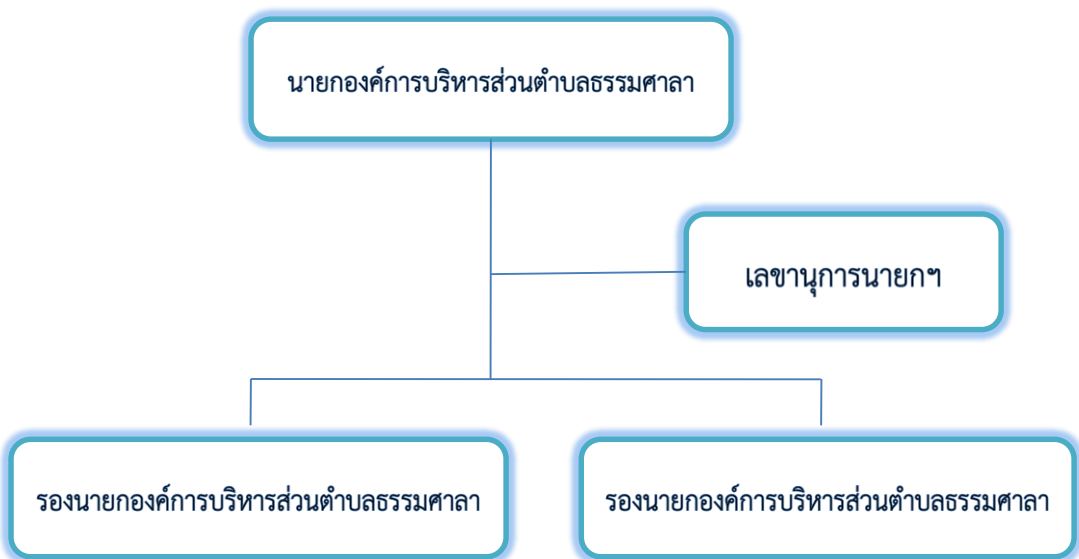 นายกองค์การบริหารส่วนตำบลธรรมศาลา
เลขานุการนายกฯ
รองนายกองค์การบริหารส่วนตำบลธรรมศาลา
รองนายกองค์การบริหารส่วนตำบลธรรมศาลา